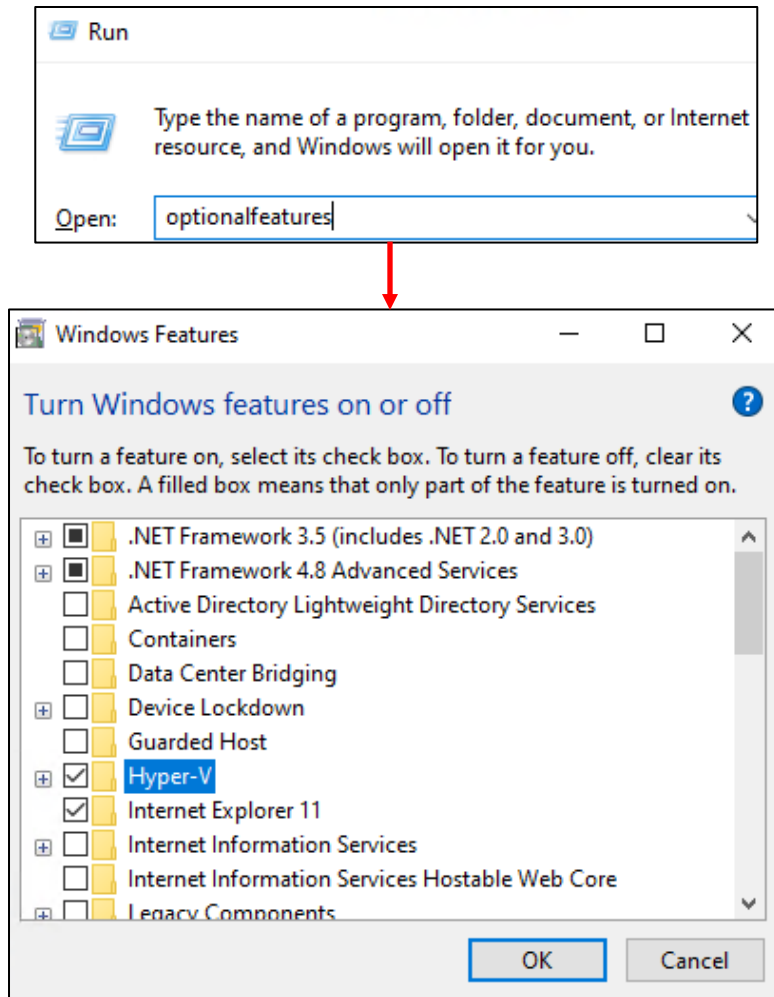 Run
Type the name of a program, folder, document, or Internet
resource, and Windows will open it for you.
Open: optionalfeatures
Windows Features
Turn Windows features on or off
To turn a feature on, select its check box. To turn a feature off, clear its
check box. A filled box means that only part of the feature is turned on.
.NET Framework 3.5 (includes .NET 2.0 and 3.0)
.NET Framework 4.8 Advanced Services
Active Directory Lightweight Directory Services
Containers
Data Center Bridging
Device Lockdown
Guarded Host
Hyper-V
Internet Explorer 11
Internet Information Services
Internet Information Services Hostable Web Core
Legacy Components
OK Cancel